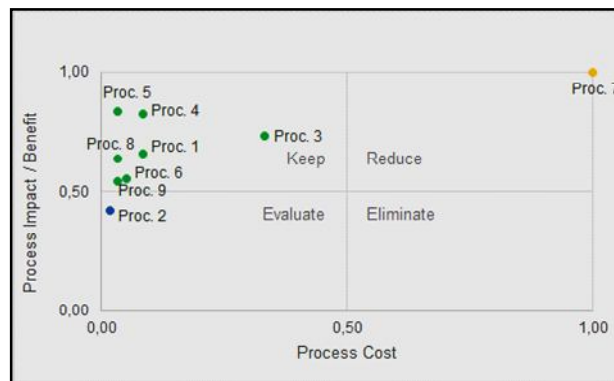 Process Impact / Benefit
1,00
0,50
0,00
Proc. 5
Proc. 4
Proc. 7
Proc. 8
Proc. 1
Proc. 3
Keep
Reduce
Proc. 6
Proc. 9
Proc. 2
Evaluate
Eliminate
0,00
0,50
1,00
Process Cost